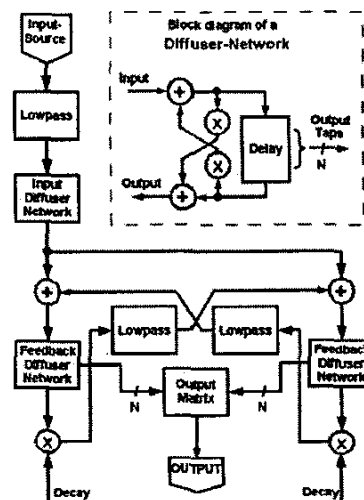 Input-
Source
Lowpass
Input
Diffuser
Network
Block diagram of a
Diffuser-Network
Input
+
X
X
Delay
Output
Taps
N
Output
+
+
+
Lowpass
Lowpass
Feedback
Diffuser
Network
Output
Matrix
Feedback
Diffuser
Network
N
N
X
X
OUTPUT
Decay
Decay